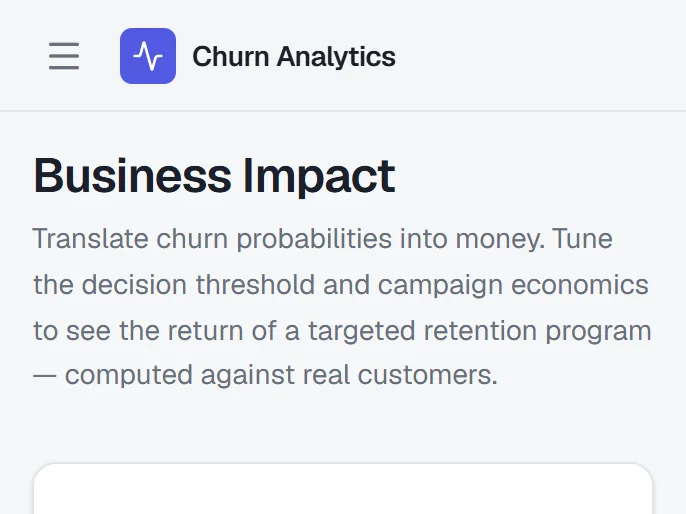 Churn Analytics
Business Impact
Translate churn probabilities into money. Tune
the decision threshold and campaign economics
to see the return of a targeted retention program
— computed against real customers.